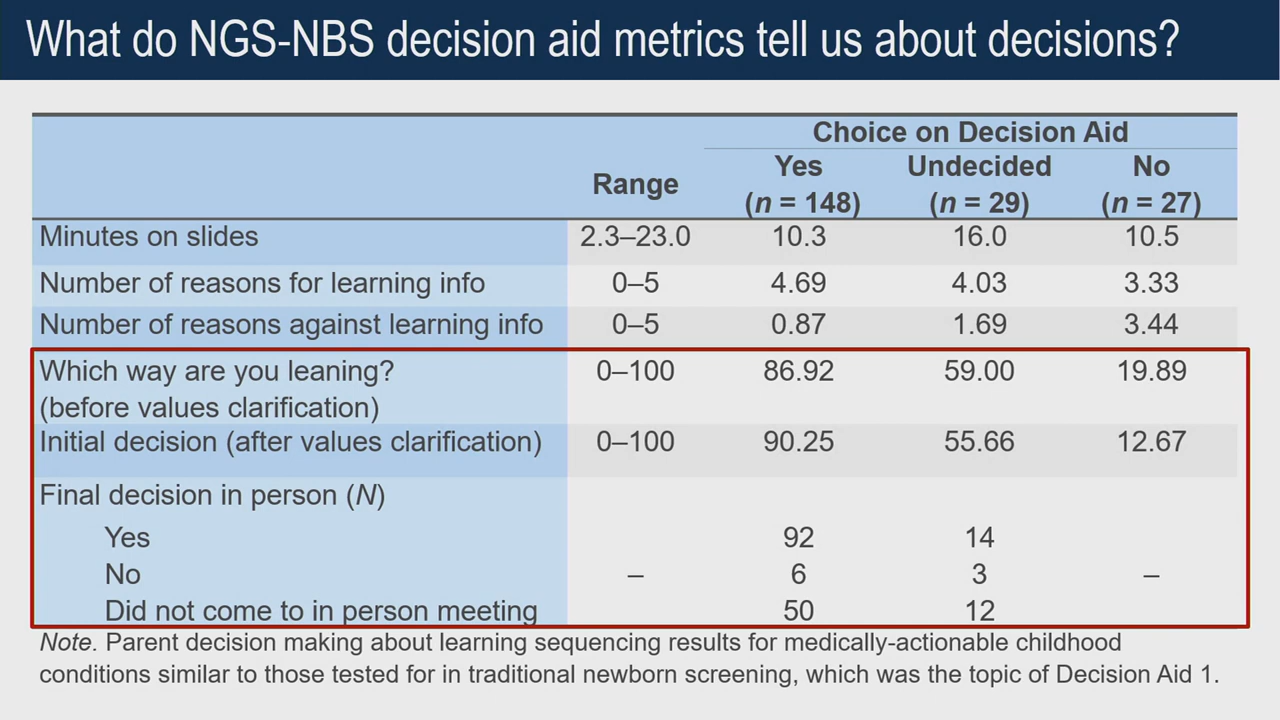 What do NGS-NBS decision aid metrics tell us about decisions?
Choice on Decision Aid
Range Yes Undecided No
(n = 148) (n = 29) (n = 27)
Minutes on slides 2.3–23.0 10.3 16.0 10.5
Number of reasons for learning info 0–5 4.69 4.03 3.33
Number of reasons against learning info 0–5 0.87 1.69 3.44
Which way are you leaning? 0–100 86.92 59.00 19.89
(before values clarification)
Initial decision (after values clarification) 0–100 90.25 55.66 12.67
Final decision in person (N)
Yes 92 14
No – 6 3 –
Did not come to in person meeting 50 12
Note. Parent decision making about learning sequencing results for medically-actionable childhood
conditions similar to those tested for in traditional newborn screening, which was the topic of Decision Aid 1.